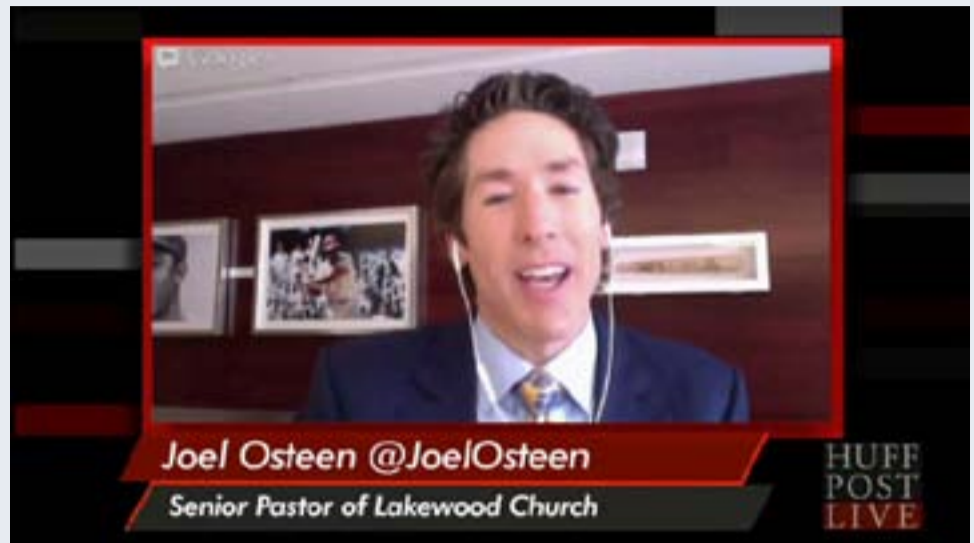 Joel Osteen @JoelOsteen
Senior Pastor of Lakewood Church
HUFF
POST
LIVE